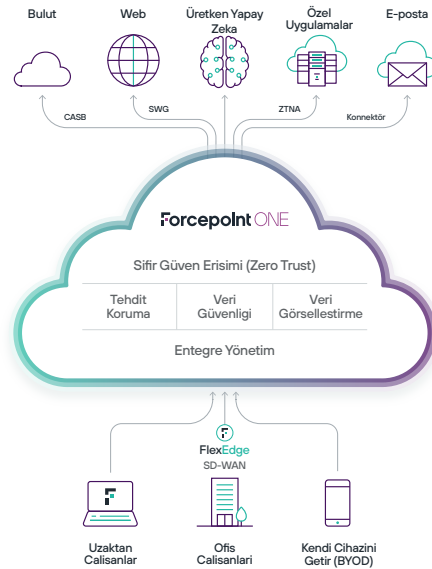 Bulut
Web
Üretken Yapay
Zeka
Özel
Uygulamalar
E-posta
CASB
SWG
ZTNA
Konnektör
Forcepoint ONE
Sifir Güven Erisimi (Zero Trust)
Tehdit
Koruma
Veri
Güvenligi
Veri
Görsellestirme
Entegre Yönetim
FlexEdge
SD-WAN
Uzaktan
Calisanlar
Ofis
Calisanlari
Kendi Cihazini
Getir (BYOD)